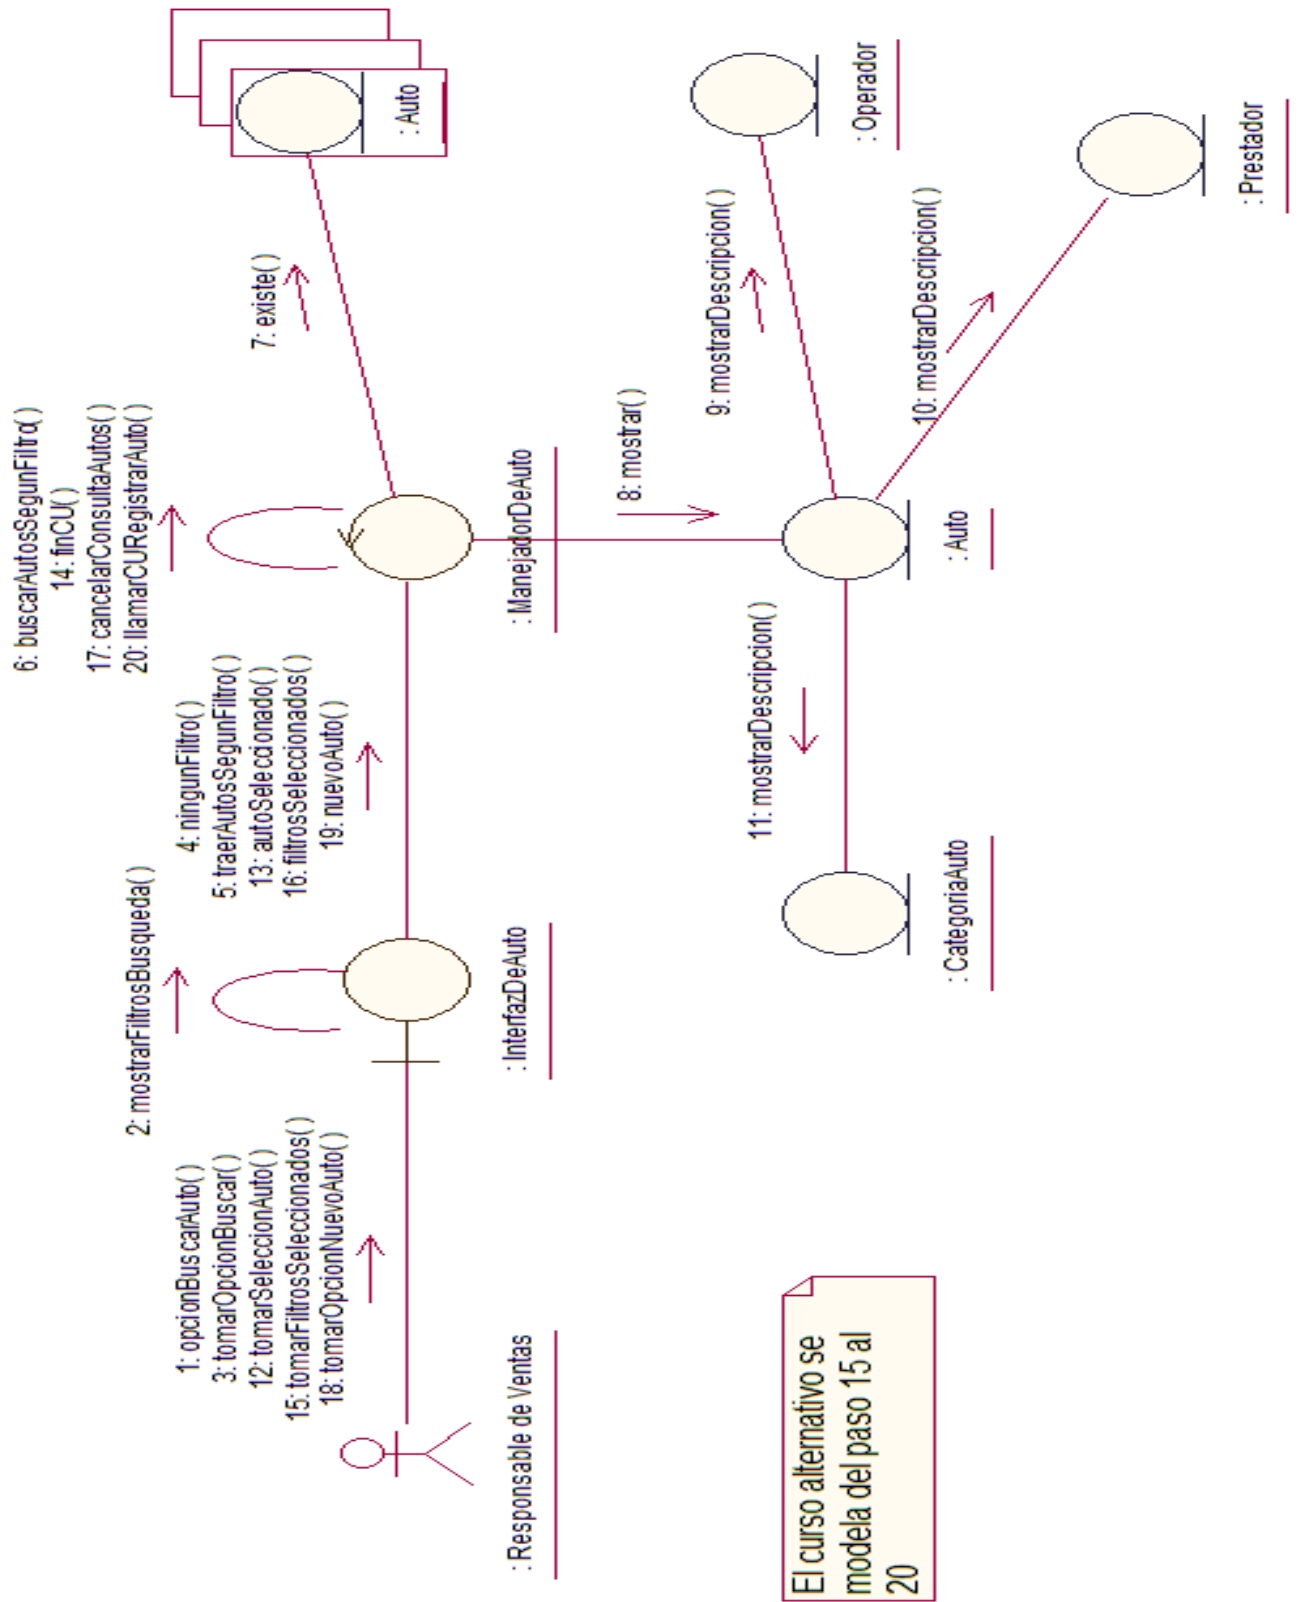 1: opcionBuscarAuto( )
3: tomarOpcionBuscar( )
12: tomarSeleccionAuto( )
15: tomarFiltrosSeleccionados( )
18: tomarOpcionNuevoAuto( )
: Responsable de Ventas
2: mostrarFiltrosBusqueda( )
: InterfazDeAuto
4: ningunFiltro( )
5: traerAutosSegunFiltro( )
13: autoSeleccionado( )
16: filtrosSeleccionados( )
19: nuevoAuto( )
6: buscarAutosSegunFiltro( )
14: finCU( )
17: cancelarConsultaAutos( )
20: llamarCURegistrarAuto( )
: ManejadorDeAuto
7: existe( )
: Auto
8: mostrar( )
: Auto
9: mostrarDescripcion( )
: Operador
10: mostrarDescripcion( )
: Prestador
11: mostrarDescripcion( )
: CategoriaAuto
El curso alternativo se
modela del paso 15 al
20